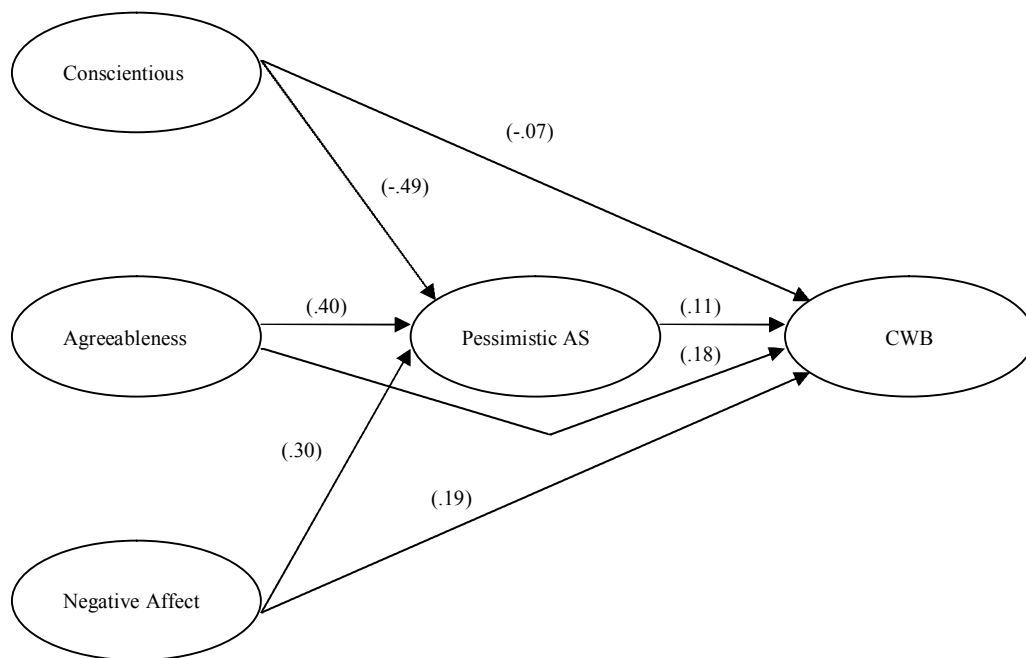 Conscientious
(-.07)
(-.49)
Agreeableness
(.40)
Pessimistic AS
(.11)
CWB
(.18)
(.30)
(.19)
Negative Affect